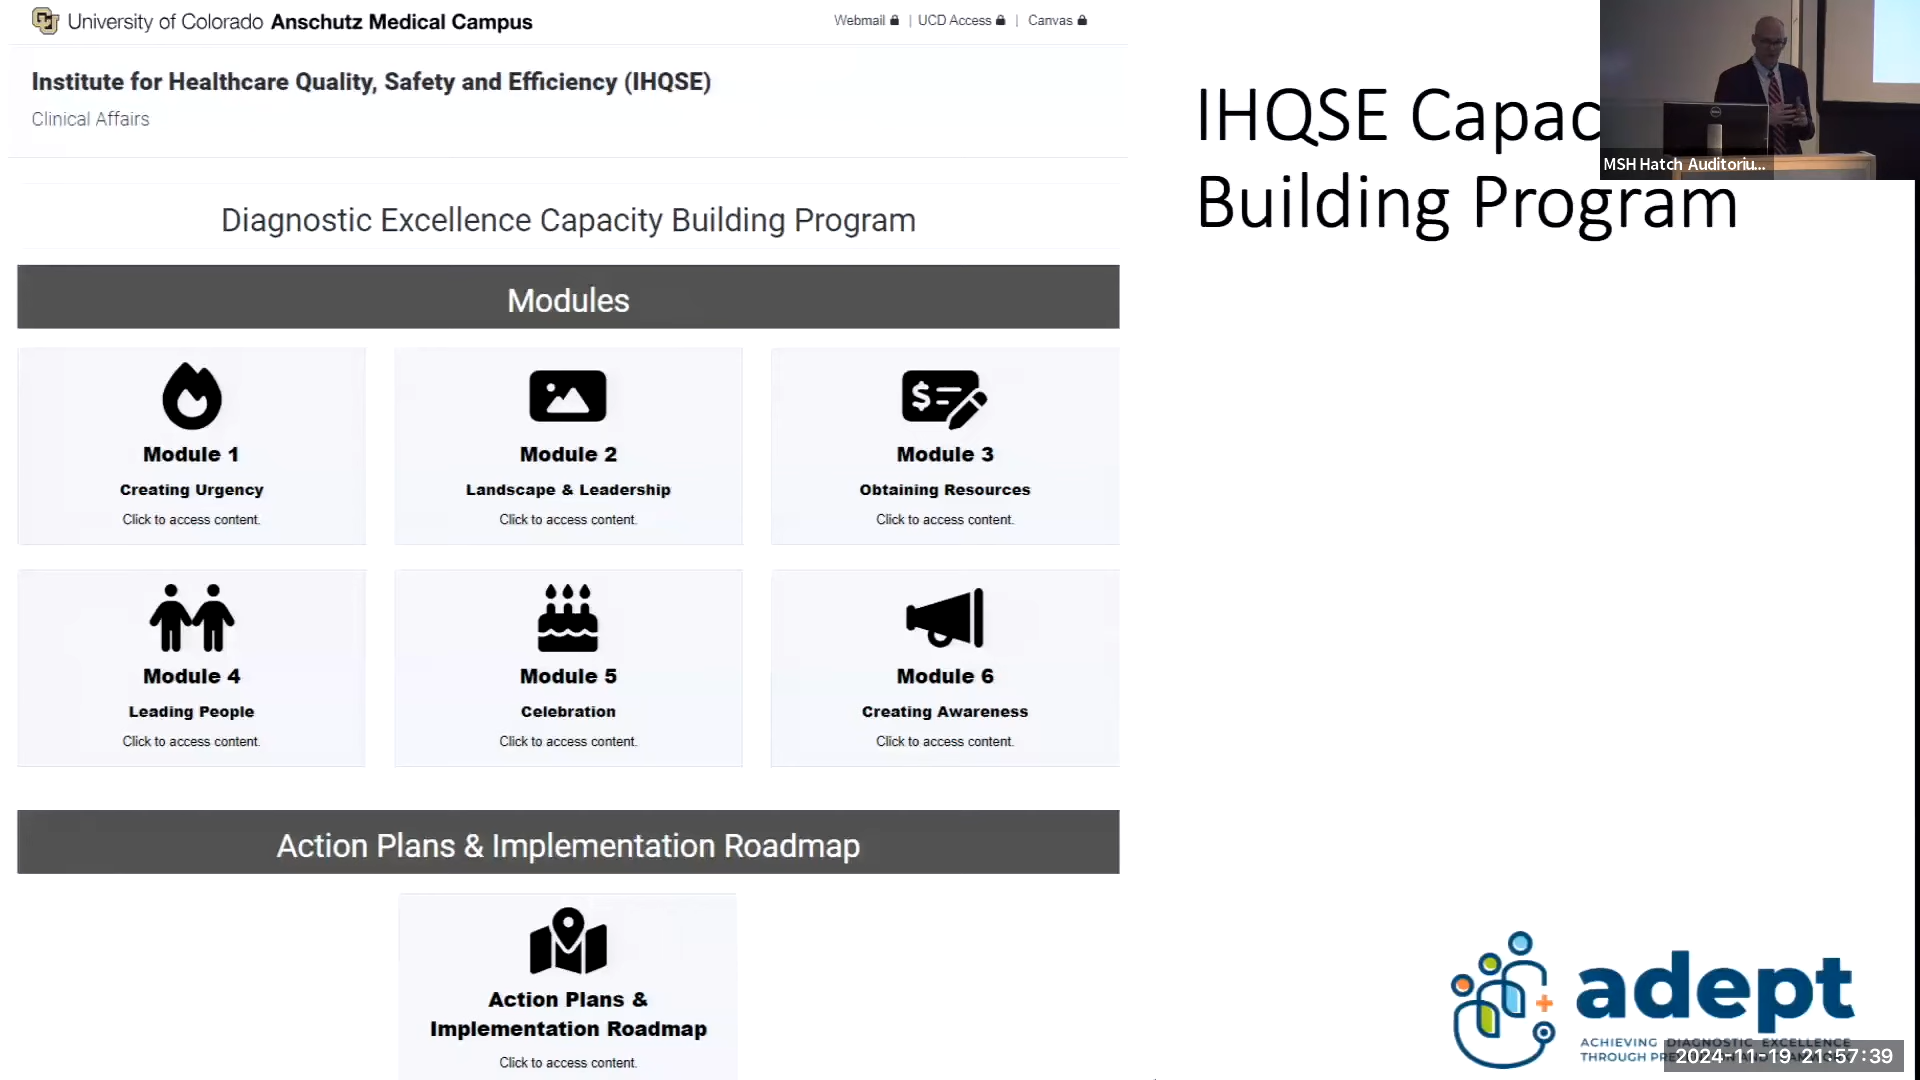 University of Colorado Anschutz Medical Campus
Webmail | UCD Access | Canvas
Institute for Healthcare Quality, Safety and Efficiency (IHQSE)
Clinical Affairs
Diagnostic Excellence Capacity Building Program
Modules
Module 1
Creating Urgency
Click to access content.
Module 2
Landscape & Leadership
Click to access content.
Module 3
Obtaining Resources
Click to access content.
Module 4
Leading People
Click to access content.
Module 5
Celebration
Click to access content.
Module 6
Creating Awareness
Click to access content.
Action Plans & Implementation Roadmap
Action Plans &
Implementation Roadmap
Click to access content.
IHQSE Capac
Building Program
MSH Hatch Auditoriu...
adept
ACHIEVING DIAGNOSTIC EXCELLENCE
THROUGH
2024-11-19 21:57:39